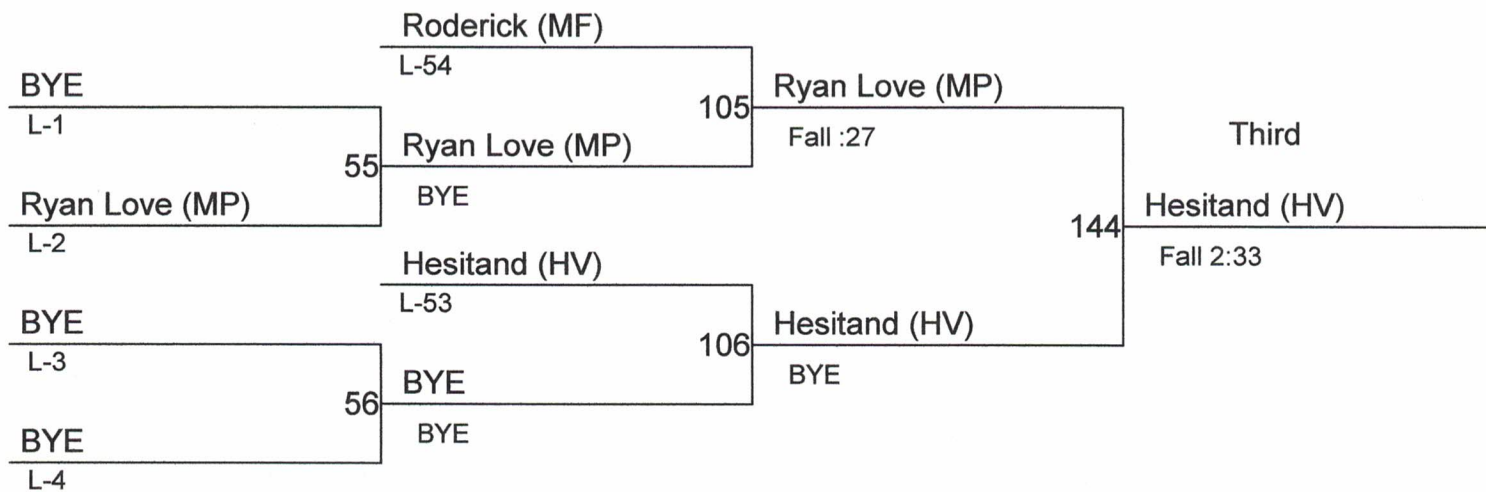 Roderick (MF)
L-54
BYE
L-1
105
Ryan Love (MP)
Fall :27
Third
55
Ryan Love (MP)
BYE
Ryan Love (MP)
L-2
144
Hesitand (HV)
Fall 2:33
Hesitand (HV)
L-53
BYE
L-3
106
Hesitand (HV)
BYE
56
BYE
BYE
BYE
L-4